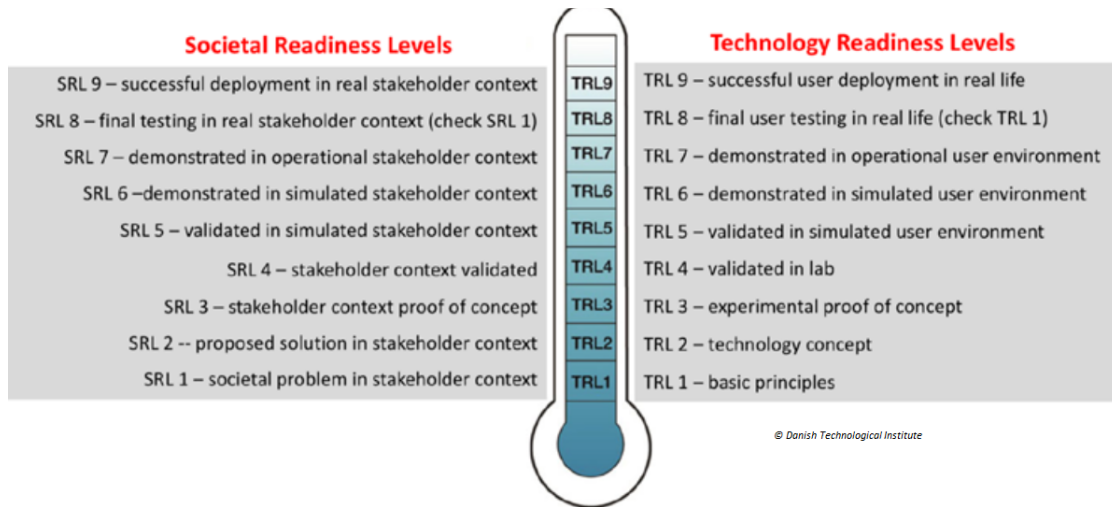 Societal Readiness Levels
SRL 9 – successful deployment in real stakeholder context
SRL 8 – final testing in real stakeholder context (check SRL 1)
SRL 7 – demonstrated in operational stakeholder context
SRL 6 –demonstrated in simulated stakeholder context
SRL 5 – validated in simulated stakeholder context
SRL 4 – stakeholder context validated
SRL 3 – stakeholder context proof of concept
SRL 2 -- proposed solution in stakeholder context
SRL 1 – societal problem in stakeholder context
TRL9
TRL8
TRL7
TRL6
TRL5
TRL4
TRL3
TRL2
TRL1
Technology Readiness Levels
TRL 9 – successful user deployment in real life
TRL 8 – final user testing in real life (check TRL 1)
TRL 7 – demonstrated in operational user environment
TRL 6 – demonstrated in simulated user environment
TRL 5 – validated in simulated user environment
TRL 4 – validated in lab
TRL 3 – experimental proof of concept
TRL 2 – technology concept
TRL 1 – basic principles
© Danish Technological Institute